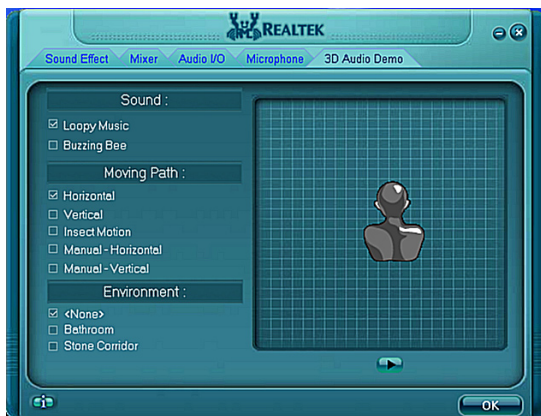 REALTEK
Sound Effect Mixer Audio I/O Microphone 3D Audio Demo
Sound :
Loopy Music
Buzzing Bee
Moving Path :
Horizontal
Vertical
Insect Motion
Manual - Horizontal
Manual - Vertical
Environment :
<None>
Bathroom
Stone Corridor
i
OK